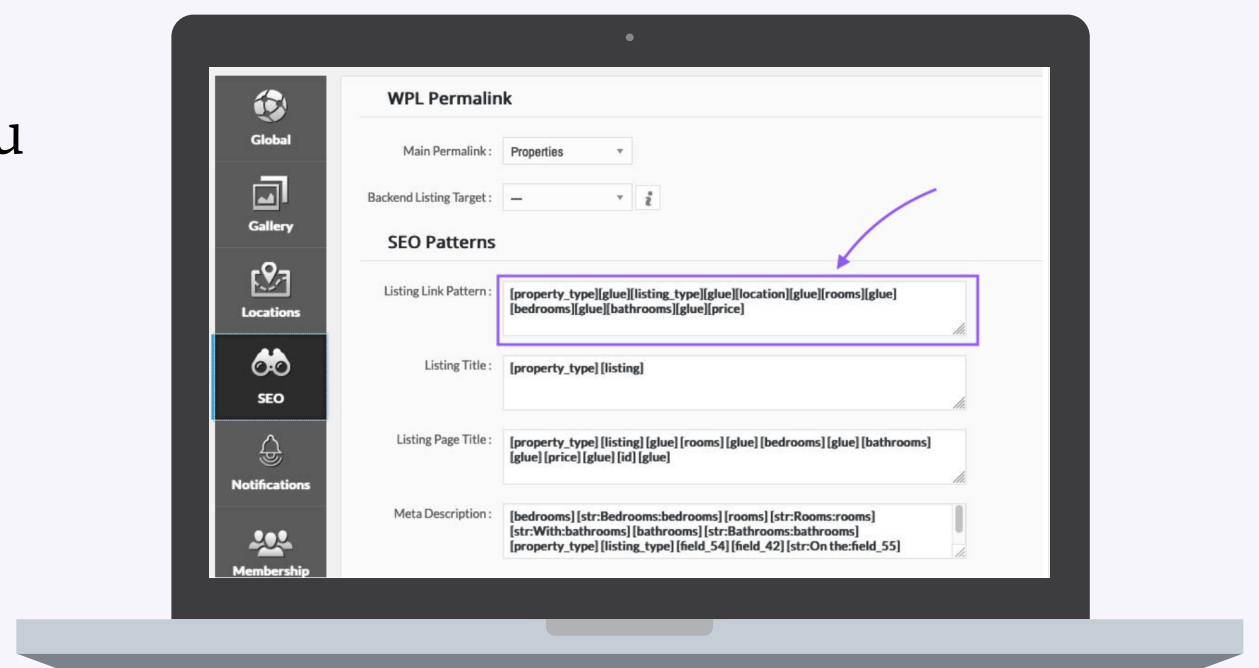 u
Global
Gallery
Locations
SEO
Notifications
Membership
WPL Permalink
Main Permalink : Properties
Backend Listing Target : — i
SEO Patterns
Listing Link Pattern : [property_type][glue][listing_type][glue][location][glue][rooms][glue]
[bedrooms][glue][bathrooms][glue][price]
Listing Title : [property_type] [listing]
Listing Page Title : [property_type] [listing] [glue] [rooms] [glue] [bedrooms] [glue] [bathrooms]
[glue] [price] [glue] [id] [glue]
Meta Description : [bedrooms] [str:Bedrooms:bedrooms] [rooms] [str:Rooms:rooms]
[str:With:bathrooms] [bathrooms] [str:Bathrooms:bathrooms]
[property_type] [listing_type] [field_54] [field_42] [str:On the:field_55]